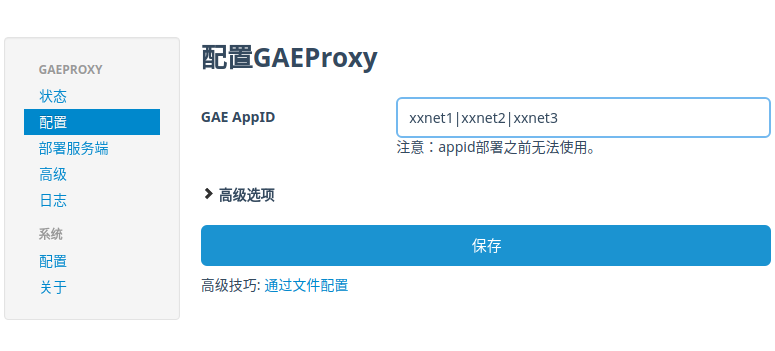 GAEPROXY
状态
配置
部署服务端
高级
日志
系统
配置
关于
配置GAEProxy
GAE AppID
xxnet1|xxnet2|xxnet3
注意：appid部署之前无法使用。
高级选项
保存
高级技巧: 通过文件配置